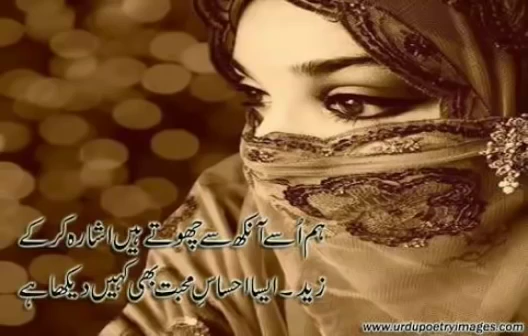 ہم اُسے آنکھ سے چھوتے ہیں اشارہ کر کے
زید ۔ ایسا احساسِ محبت بھی کہیں دیکھا ہے
www.urdupoetryimages.com